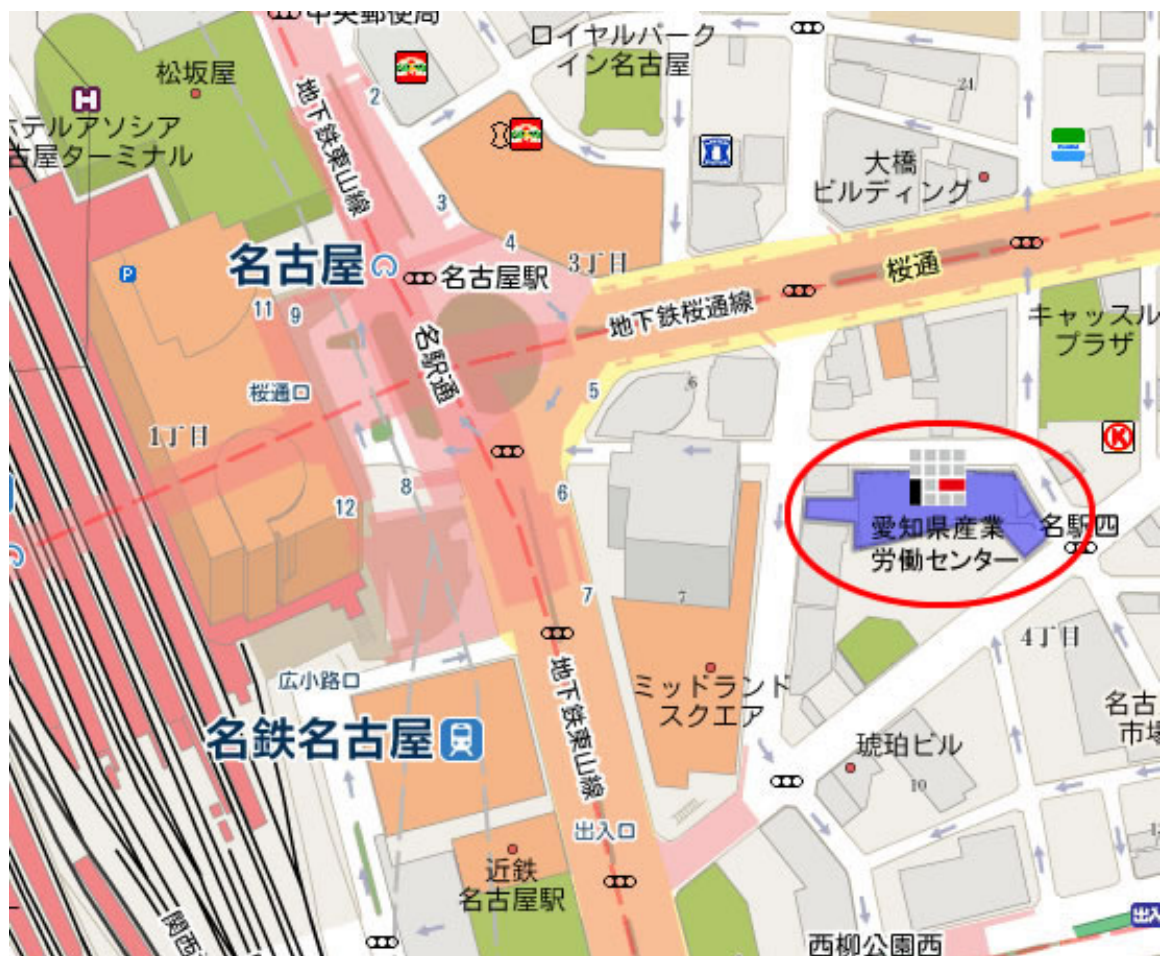 中央郵便局
ロイヤルパーク
イン名古屋
松坂屋
H
2
24
地下鉄東山線
ホテルアソシア
名古屋ターミナル
大橋
ビルディング
3
4
名古屋
名古屋駅
3丁目
P
桜通
11
9
地下鉄桜通線
キャッスル
プラザ
名駅通
桜通口
5
6
1丁目
K
12
8
6
愛知県産業
労働センター
名駅四
7
7
4丁目
地下鉄東山線
広小路口
ミッドランド
スクエア
名鉄名古屋
琥珀ビル
名古
市場
10
出入口
近鉄
名古屋駅
関西
西柳公園西
出入